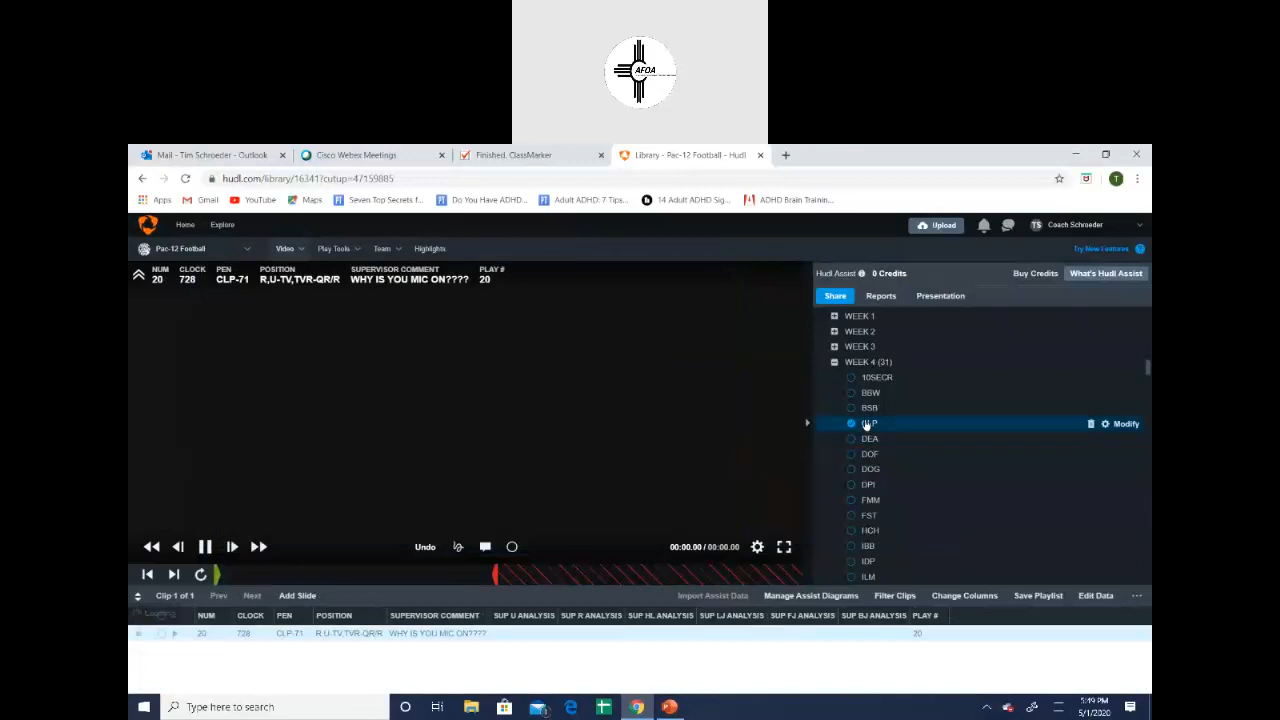 AFOA
Mail - Tim Schroeder - Outlook
Cisco Webex Meetings
Finished, ClassMarker
Library - Pac-12 Football - Hudl
hudl.com/library/16341?cutup=47159885
T
Apps Gmail YouTube Maps Seven Top Secrets f... Do You Have ADHD... Adult ADHD: 7 Tips... 14 Adult ADHD Sig... ADHD Brain Trainin...
Home Explore Upload TS Coach Schroeder
Pac-12 Football Video Play Tools Team Highlights Try New Features
NUM CLOCK PEN POSITION SUPERVISOR COMMENT PLAY #
20 728 CLP-71 R,U-TV,TVR-QR/R WHY IS YOU MIC ON???? 20
Hudl Assist 0 Credits Buy Credits What's Hudl Assist
Share Reports Presentation
WEEK 1
WEEK 2
WEEK 3
WEEK 4 (31)
10SECR
BBW
BSB
Modify
DEA
DOF
DOG
DPI
FMM
FST
HCH
IBB
IDP
ILM
Undo 00:00.00 / 00:00.00
Clip 1 of 1 Prev Next Add Slide Import Assist Data Manage Assist Diagrams Filter Clips Change Columns Save Playlist Edit Data
NUM CLOCK PEN POSITION SUPERVISOR COMMENT SUP U ANALYSIS SUP R ANALYSIS SUP HL ANALYSIS SUP LJ ANALYSIS SUP FJ ANALYSIS SUP BJ ANALYSIS PLAY #
20 728 CLP-71 R,U-TV,TVR-QR/R WHY IS YOU MIC ON???? 20
Type here to search
5:49 PM
5/1/2020